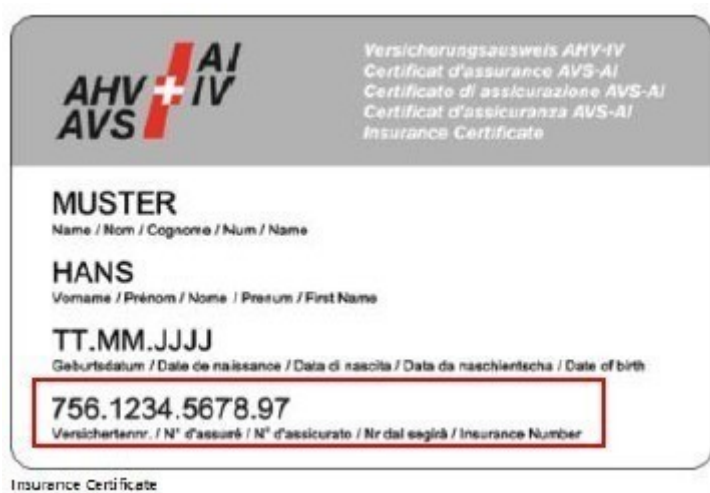 AHV AI
AVS IV
Versicherungsausweis AHV-IV
Certificat d'assurance AVS-AI
Certificato di assicurazione AVS-AI
Certificat d'assicuranza AVS-AI
Insurance Certificate
MUSTER
Name / Nom / Cognome / Num / Name
HANS
Vorname / Prénom / Nome / Prenum / First Name
TT.MM.JJJJ
Geburtsdatum / Date de naissance / Data di nascita / Data da naschientscha / Date of birth
756.1234.5678.97
Versichertennr. / N° d'assuré / N° d'assicurato / Nr dal segirà / Insurance Number
Insurance Certificate